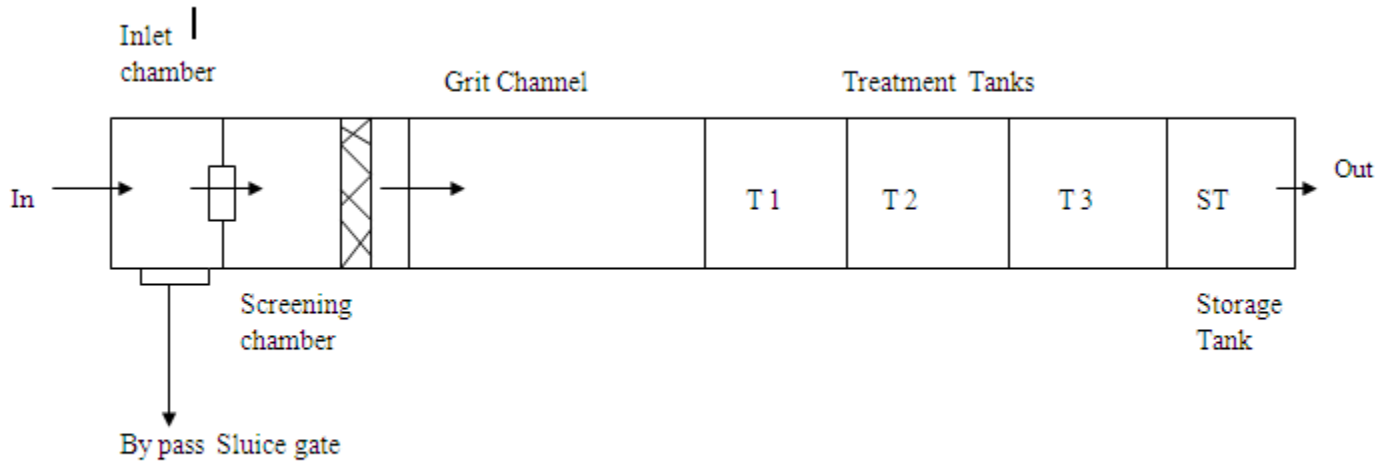 Inlet
chamber
Grit Channel
Treatment Tanks
In
T 1
T 2
T 3
ST
Out
Screening
chamber
Storage
Tank
By pass Sluice gate